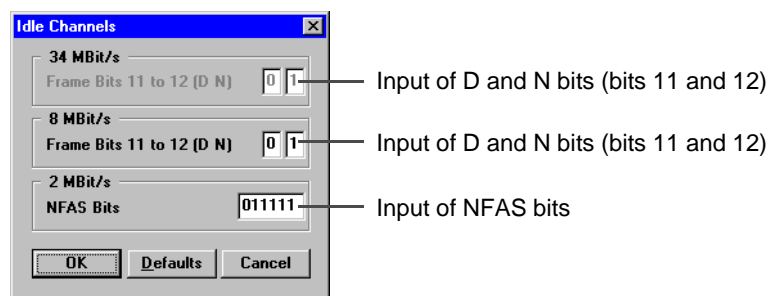 Idle Channels
34 MBit/s
Frame Bits 11 to 12 (D N) 0 1 Input of D and N bits (bits 11 and 12)
8 MBit/s
Frame Bits 11 to 12 (D N) 0 1 Input of D and N bits (bits 11 and 12)
2 MBit/s
NFAS Bits 011111 Input of NFAS bits
OK Defaults Cancel